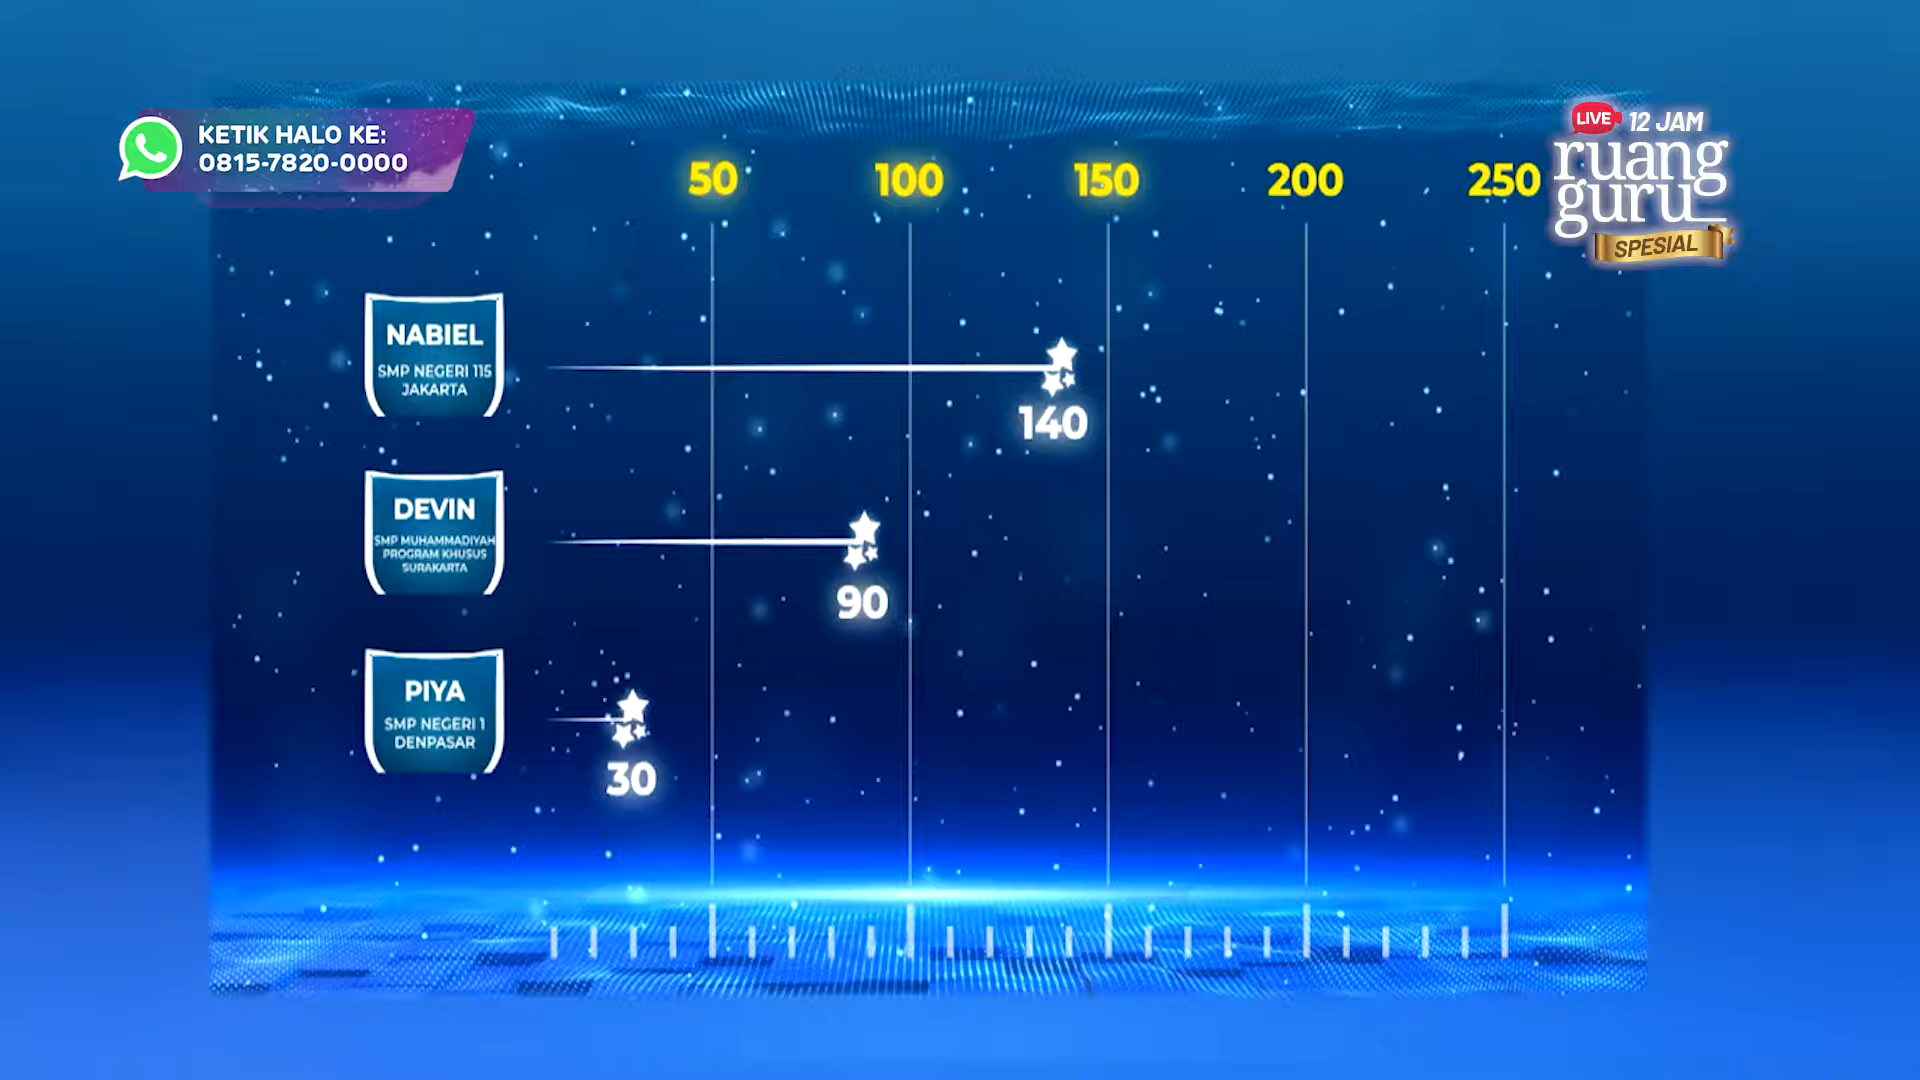 KETIK HALO KE:
0815-7820-0000
LIVE 12 JAM
ruang
guru
SPESIAL
50 100 150 200 250
NABIEL
SMP NEGERI 115
JAKARTA
140
DEVIN
SMP MUHAMMADIYAH
PROGRAM KHUSUS
SURAKARTA
90
PIYA
SMP NEGERI 1
DENPASAR
30